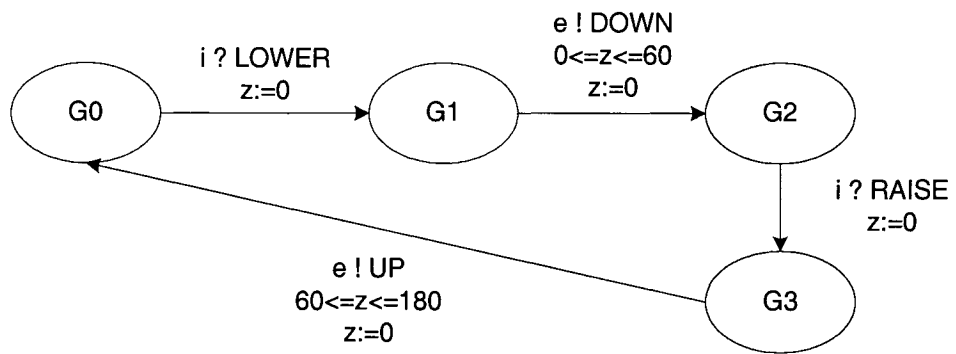 e ! DOWN
0<=z<=60
z:=0
i ? LOWER
z:=0
G0
G1
G2
i ? RAISE
z:=0
e ! UP
60<=z<=180
z:=0
G3